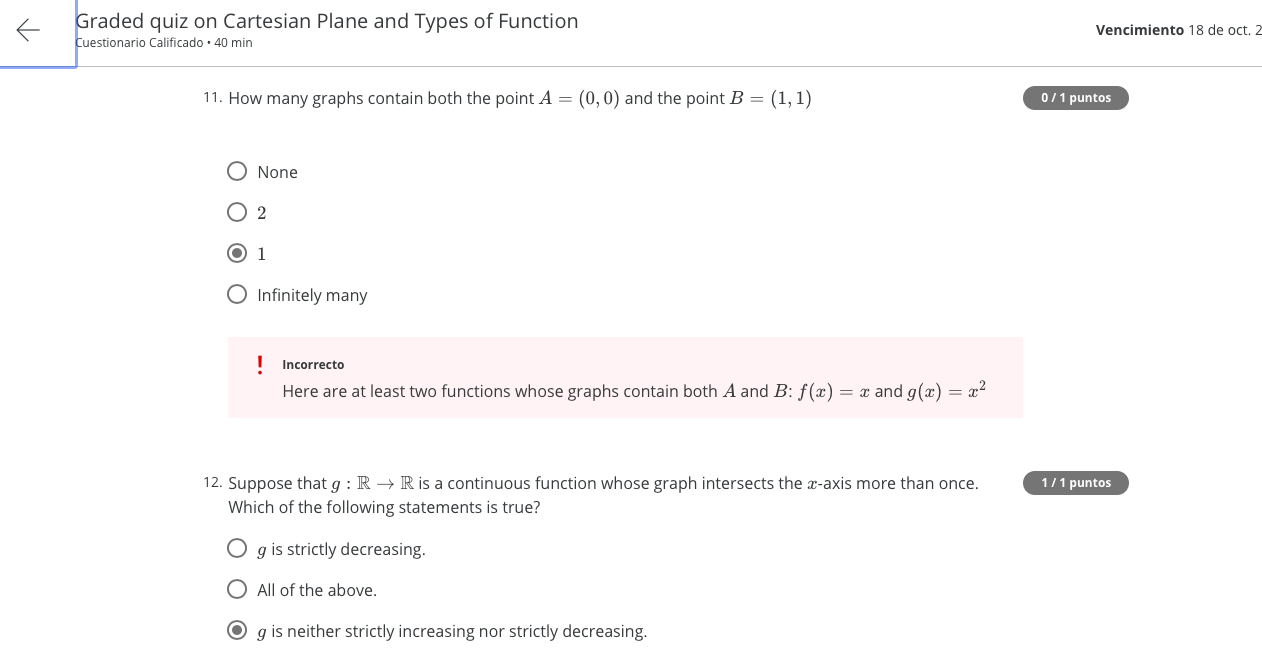 Graded quiz on Cartesian Plane and Types of Function
Cuestionario Calificado • 40 min
Vencimiento 18 de oct. 2
11. How many graphs contain both the point A = (0, 0) and the point B = (1, 1)
0 / 1 puntos
None
2
1
Infinitely many
! Incorrecto
Here are at least two functions whose graphs contain both A and B: f(x) = x and g(x) = x²
12. Suppose that g : ℝ → ℝ is a continuous function whose graph intersects the x-axis more than once.
1 / 1 puntos
Which of the following statements is true?
g is strictly decreasing.
All of the above.
g is neither strictly increasing nor strictly decreasing.